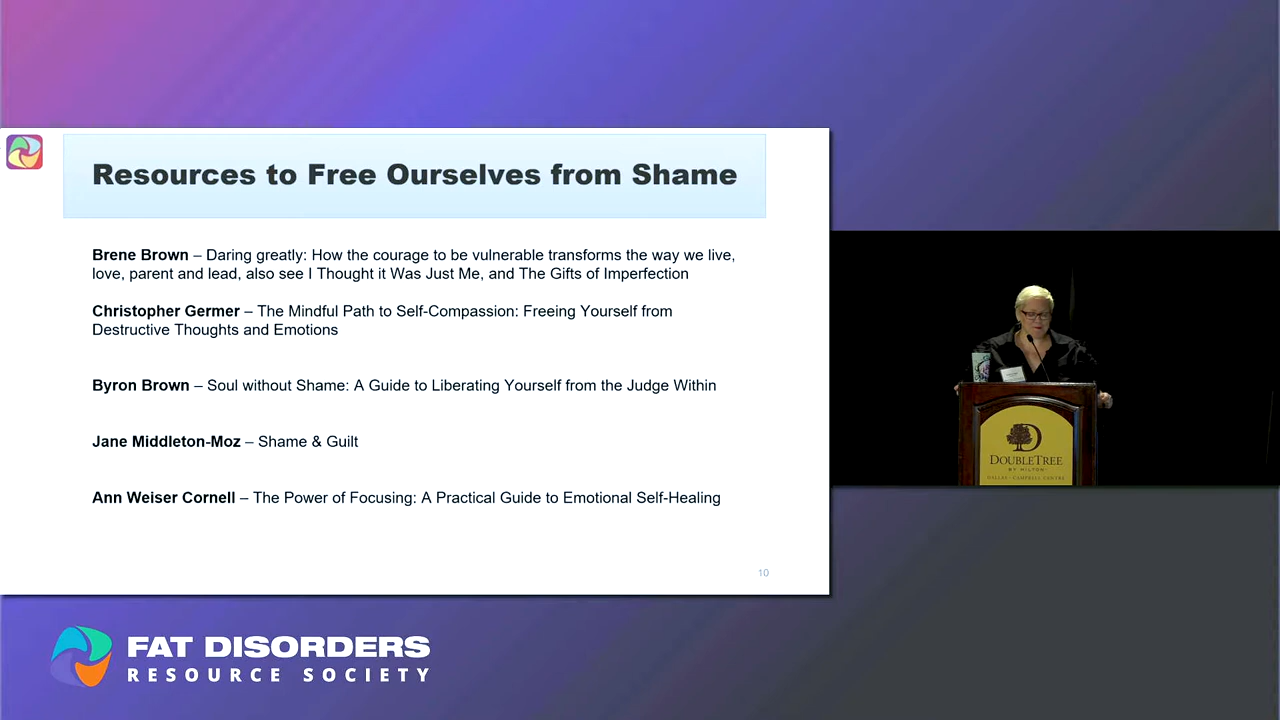 Resources to Free Ourselves from Shame
Brene Brown – Daring greatly: How the courage to be vulnerable transforms the way we live,
love, parent and lead, also see I Thought it Was Just Me, and The Gifts of Imperfection
Christopher Germer – The Mindful Path to Self-Compassion: Freeing Yourself from
Destructive Thoughts and Emotions
Byron Brown – Soul without Shame: A Guide to Liberating Yourself from the Judge Within
Jane Middleton-Moz – Shame & Guilt
Ann Weiser Cornell – The Power of Focusing: A Practical Guide to Emotional Self-Healing
10
DOUBLETREE
BY HILTON
DALLAS - CAMPBELL CENTRE
FAT DISORDERS
RESOURCE SOCIETY